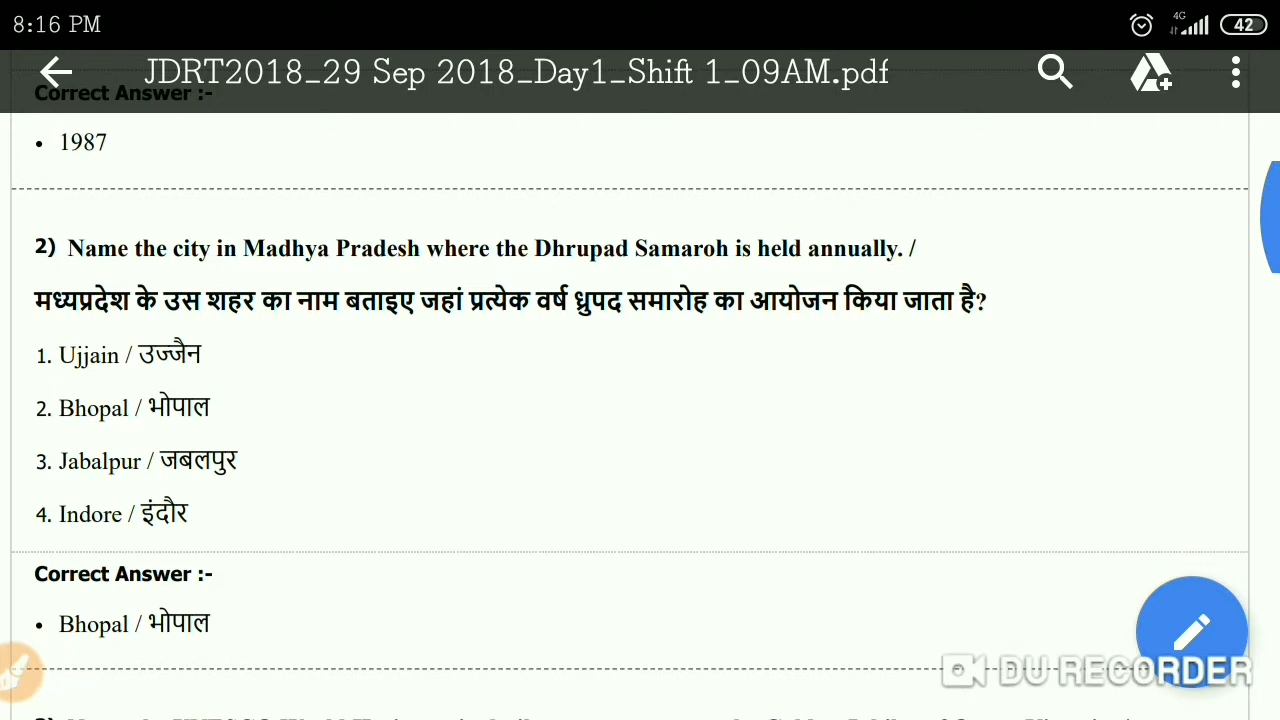 8:16 PM
4G
42
JDRT2018_29 Sep 2018_Day1_Shift 1_09AM.pdf
Correct Answer :-
• 1987
2) Name the city in Madhya Pradesh where the Dhrupad Samaroh is held annually. /
मध्यप्रदेश के उस शहर का नाम बताइए जहां प्रत्येक वर्ष ध्रुपद समारोह का आयोजन किया जाता है?
1. Ujjain / उज्जैन
2. Bhopal / भोपाल
3. Jabalpur / जबलपुर
4. Indore / इंदौर
Correct Answer :-
• Bhopal / भोपाल
DU RECORDER